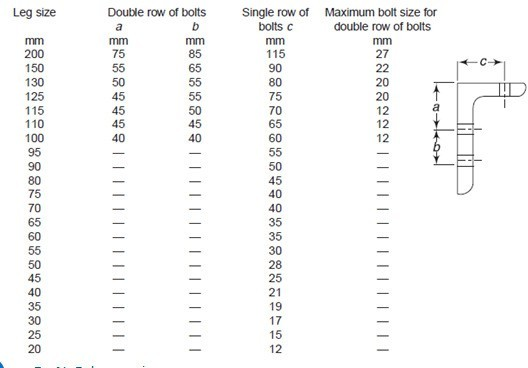 Leg size Double row of bolts Single row of Maximum bolt size for
a b bolts c double row of bolts
mm mm mm mm mm
200 75 85 115 27
150 55 65 90 22
130 50 55 80 20
125 45 55 75 20
115 45 50 70 12
110 45 45 65 12
100 40 40 60 12
95 — — 55 —
90 — — 50 —
80 — — 45 —
75 — — 40 —
70 — — 40 —
65 — — 35 —
60 — — 35 —
55 — — 30 —
50 — — 28 —
45 — — 25 —
40 — — 21 —
35 — — 19 —
30 — — 17 —
25 — — 15 —
20 — — 12 —
c
a
b